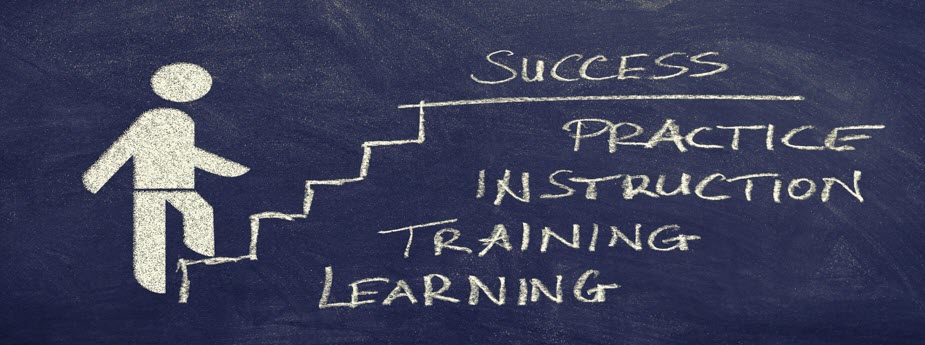 SUCCESS
PRACTICE
INSTRUCTION
TRAINING
LEARNING